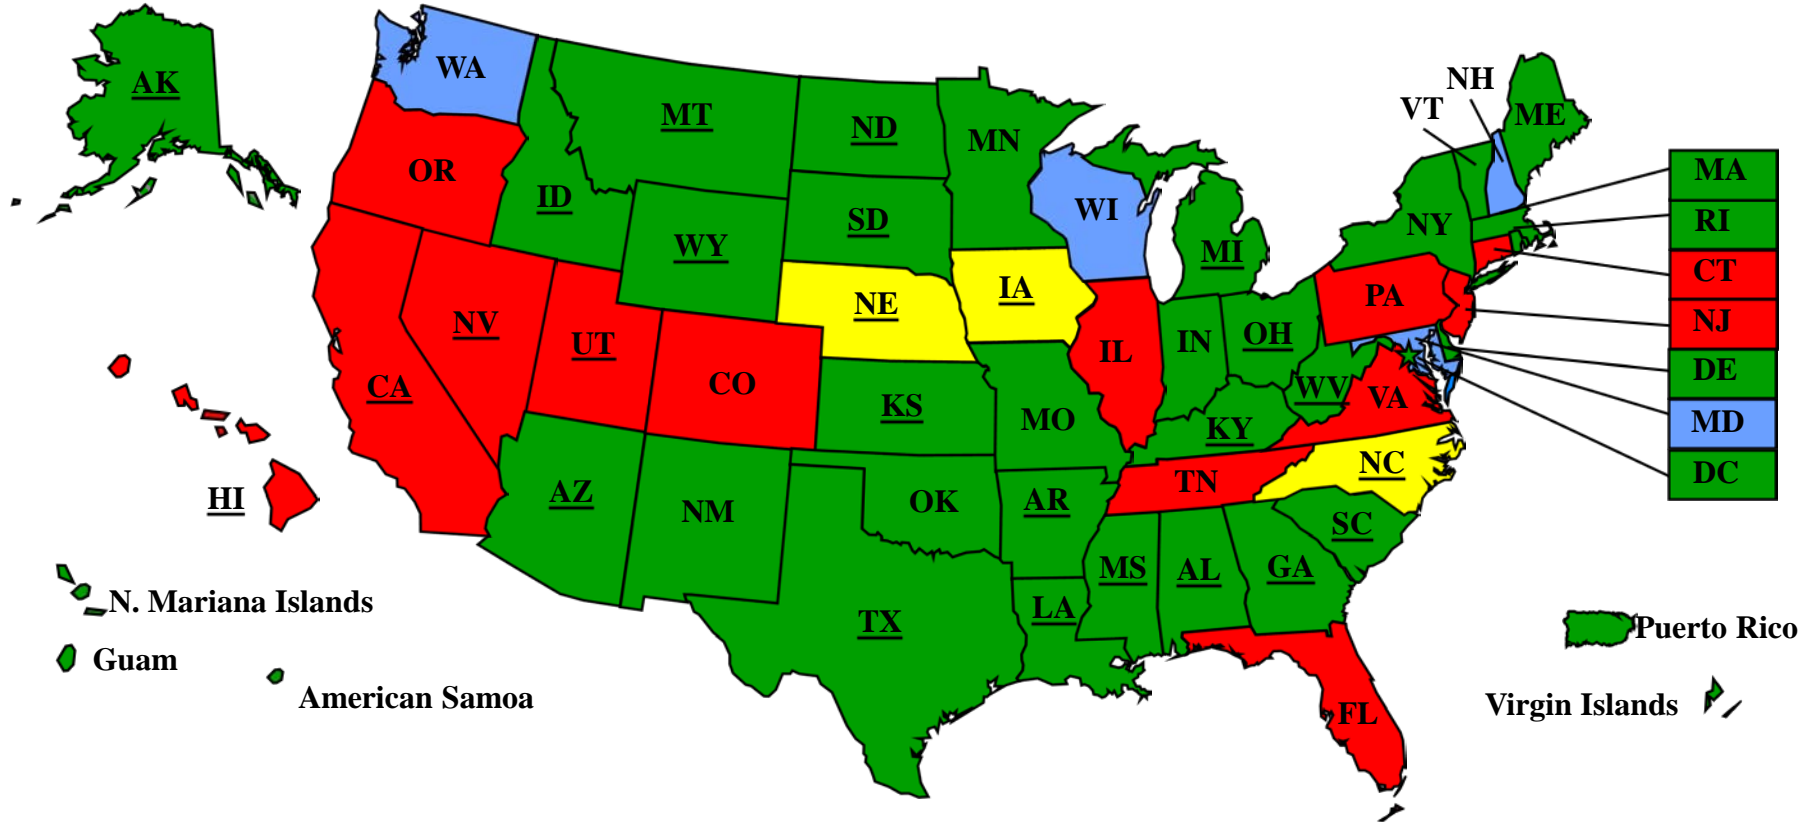 AK
WA
MT
ND
MN
VT
NH
ME
OR
ID
WY
SD
WI
MI
NY
MA
RI
CT
NJ
DE
MD
DC
NV
UT
CO
NE
IA
IL
IN
OH
PA
CA
KS
MO
KY
WV
VA
HI
AZ
NM
OK
AR
TN
NC
SC
TX
LA
MS
AL
GA
FL
N. Mariana Islands
Guam
American Samoa
Puerto Rico
Virgin Islands